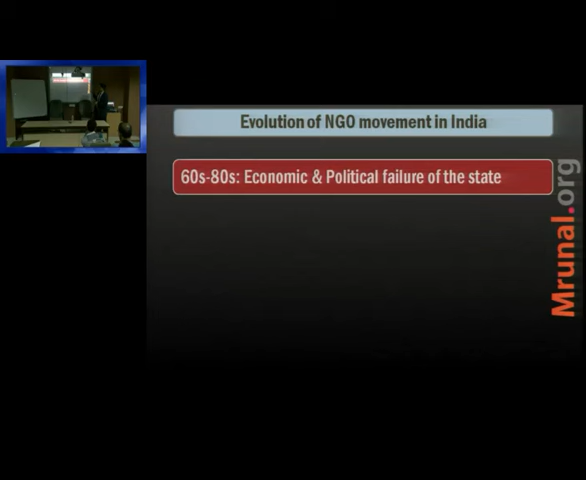 Evolution of NGO movement in India
60s-80s: Economic & Political failure of the state
Mrunal.org